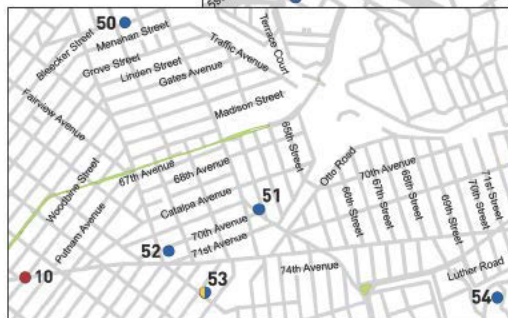 50
Bleecker Street
Menahan Street
Grove Street
Linden Street
Gates Avenue
Traffic Avenue
Terrace Court
Fairview Avenue
Madison Street
65th Street
Woodbine Street
67th Avenue
68th Avenue
Otto Road
70th Avenue
66th Street
67th Street
68th Street
69th Street
70th Street
71st Street
Putnam Avenue
Catalpa Avenue
51
70th Avenue
71st Avenue
52
10
53
74th Avenue
Luther Road
54